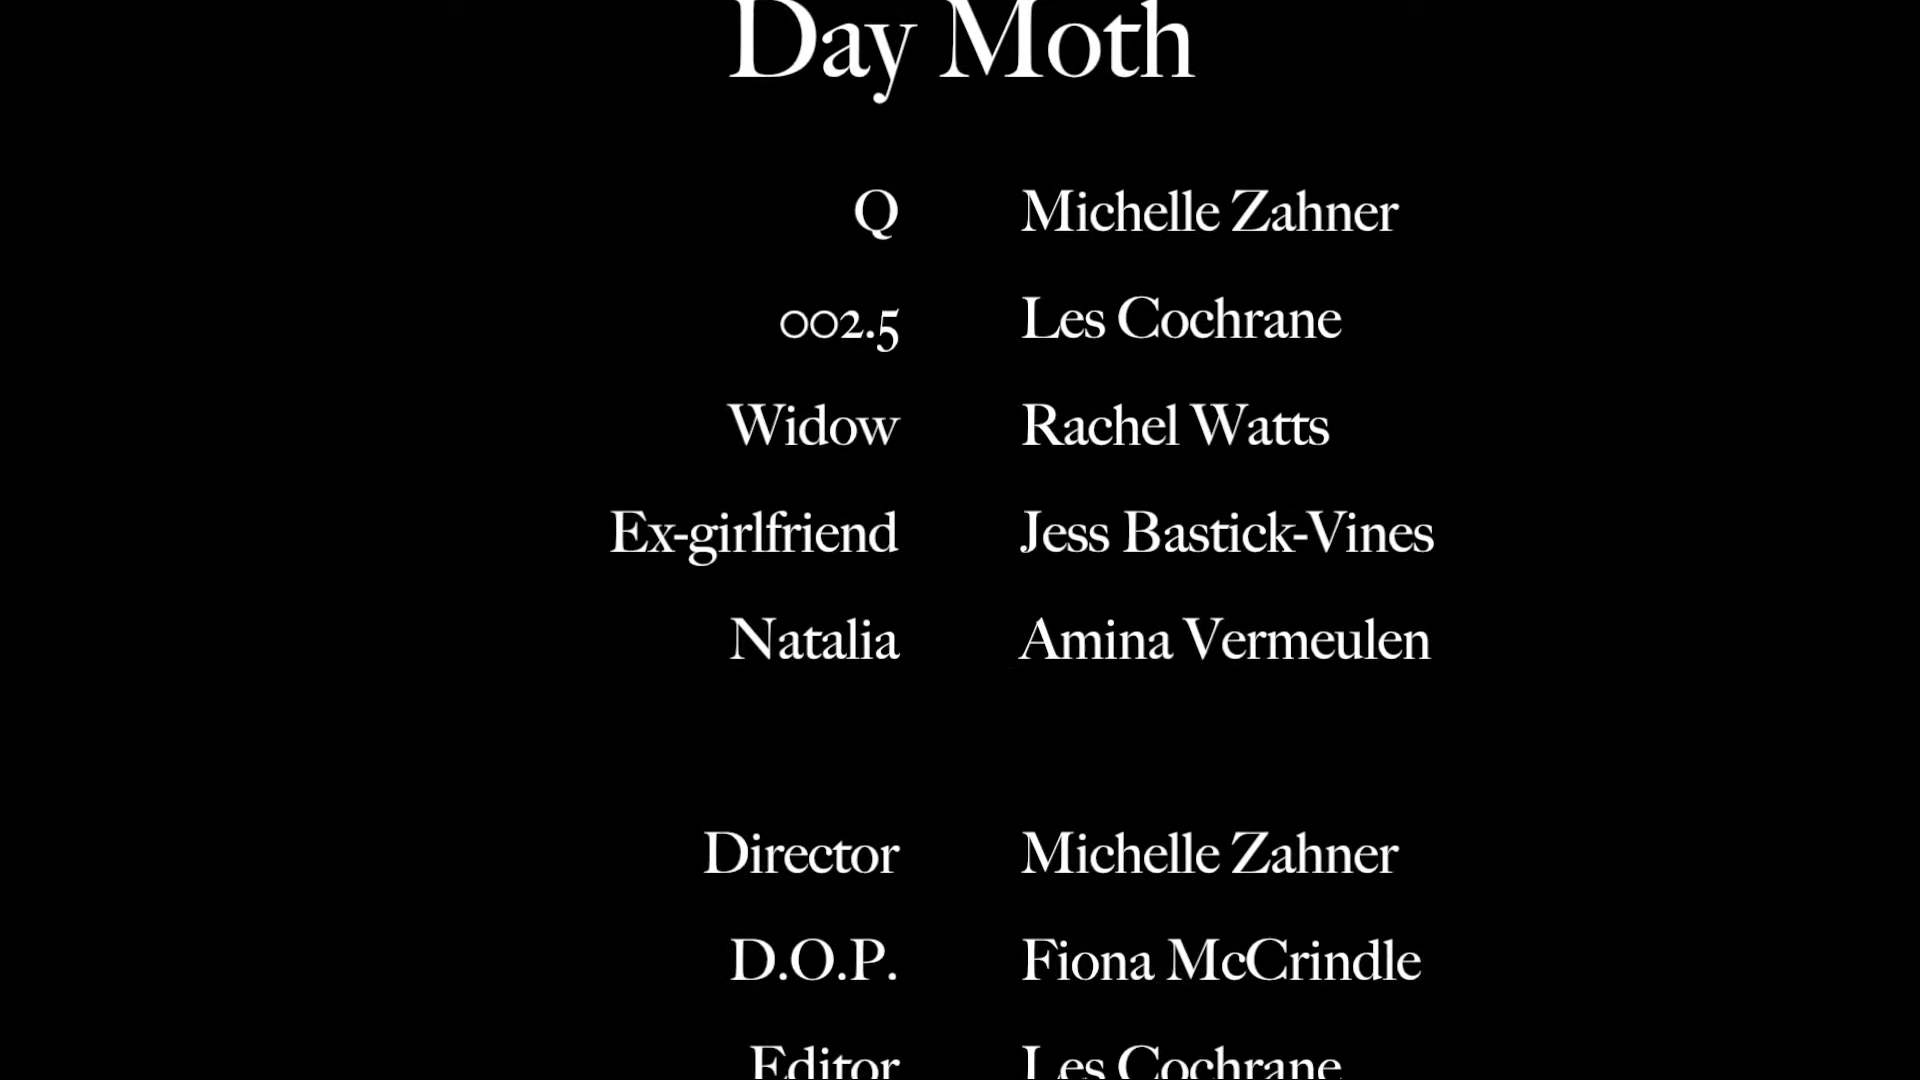 Day Moth
Q Michelle Zahner
002.5 Les Cochrane
Widow Rachel Watts
Ex-girlfriend Jess Bastick-Vines
Natalia Amina Vermeulen
Director Michelle Zahner
D.O.P. Fiona McCrindle
Editor Les Cochrane